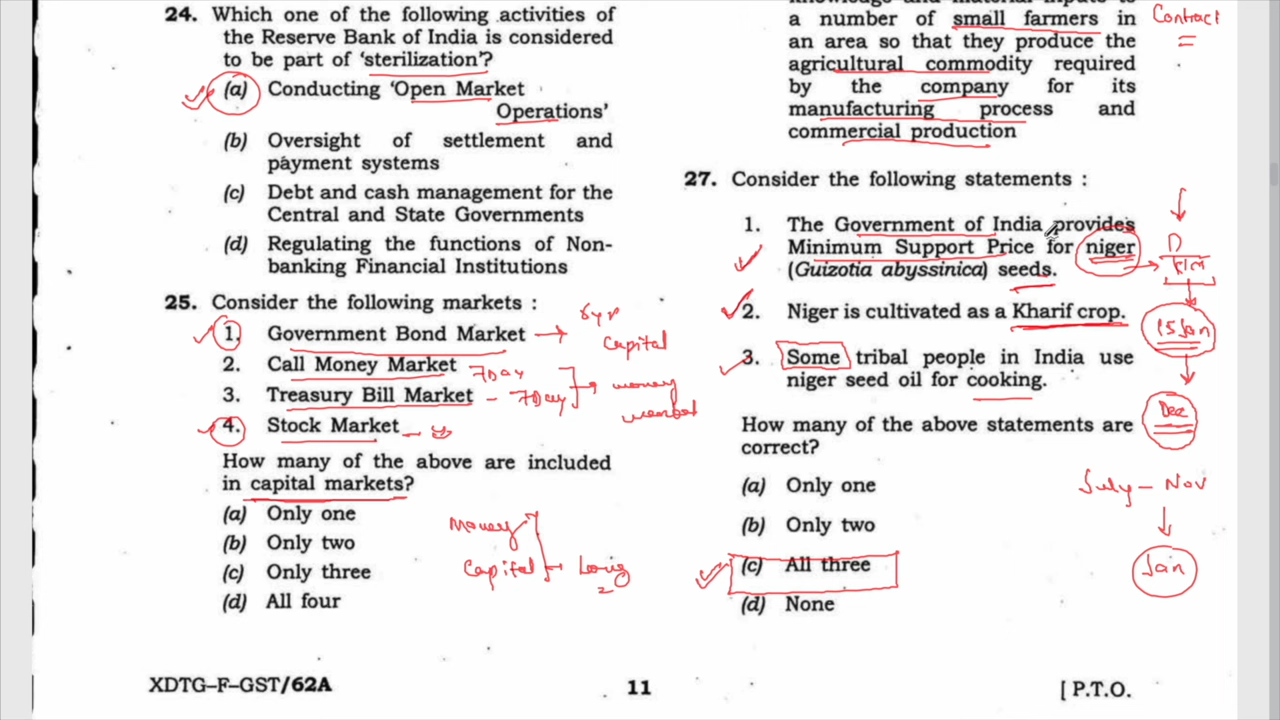 24. Which one of the following activities of
the Reserve Bank of India is considered
to be part of 'sterilization'?
(a) Conducting 'Open Market
Operations'
(b) Oversight of settlement and
payment systems
(c) Debt and cash management for the
Central and State Governments
(d) Regulating the functions of Non-
banking Financial Institutions
25. Consider the following markets :
1. Government Bond Market
Capital
2. Call Money Market 7 Day
3. Treasury Bill Market - 7 Day
money
market
4. Stock Market
How many of the above are included
in capital markets?
(a) Only one
(b) Only two
(c) Only three
(d) All four
Money
Capital
Long
XDTG-F-GST/62A
11
a number of small farmers in
an area so that they produce the
agricultural commodity required
by the company for its
manufacturing process and
commercial production
Contract
27. Consider the following statements :
1. The Government of India provides
Minimum Support Price for niger
(Guizotia abyssinica) seeds.
2. Niger is cultivated as a Kharif crop.
3. Some tribal people in India use
niger seed oil for cooking.
15 Jan
Dec
How many of the above statements are
correct?
(a) Only one
(b) Only two
(c) All three
(d) None
July - Nov
Jain
[ P.T.O.